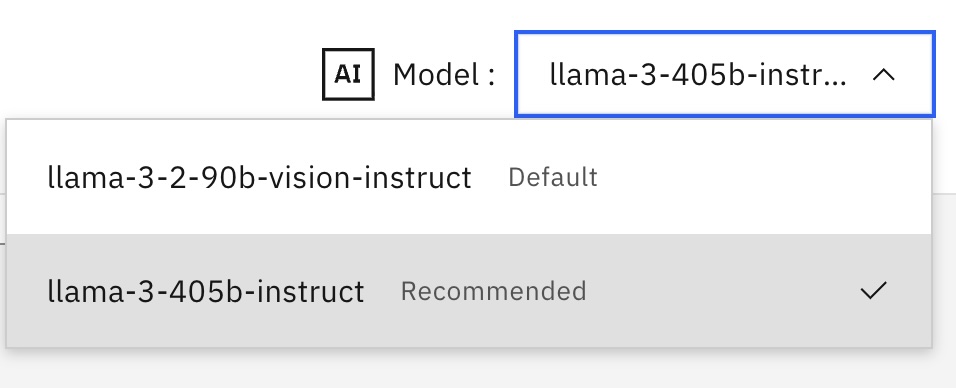 AI Model : llama-3-405b-instr...
llama-3-2-90b-vision-instruct Default
llama-3-405b-instruct Recommended